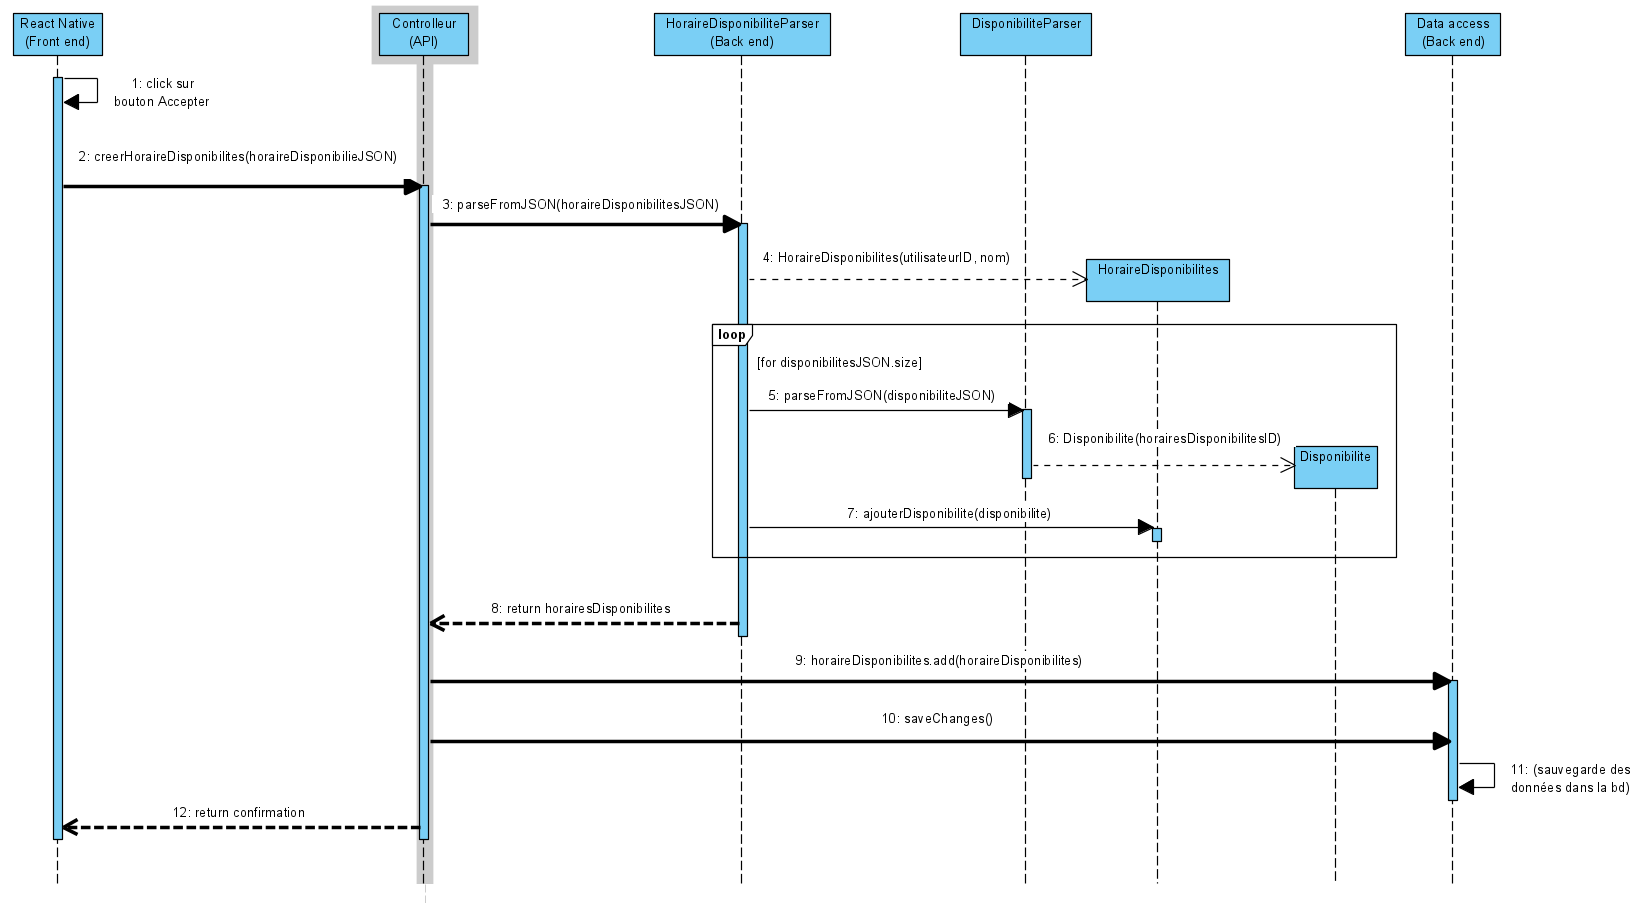 React Native
(Front end)
Controlleur
(API)
HoraireDisponibiliteParser
(Back end)
DisponibiliteParser
Data access
(Back end)
1: click sur
bouton Accepter
2: creerHoraireDisponibilites(horaireDisponibilieJSON)
3: parseFromJSON(horaireDisponibilitesJSON)
4: HoraireDisponibilites(utilisateurID, nom)
HoraireDisponibilites
loop
[for disponibilitesJSON.size]
5: parseFromJSON(disponibiliteJSON)
6: Disponibilite(horairesDisponibilitesID)
Disponibilite
7: ajouterDisponibilite(disponibilite)
8: return horairesDisponibilites
9: horaireDisponibilites.add(horaireDisponibilites)
10: saveChanges()
11: (sauvegarde des
données dans la bd)
12: return confirmation